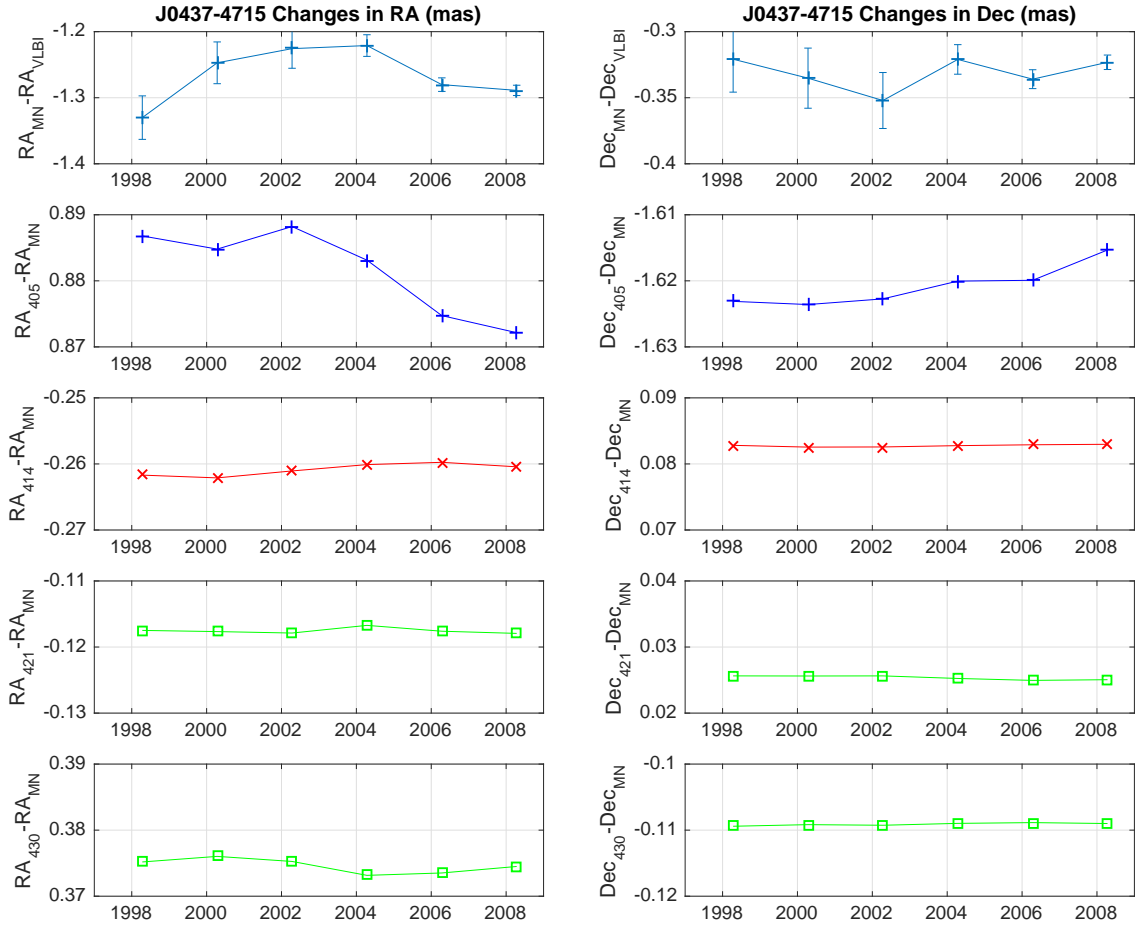 J0437-4715 Changes in RA (mas)
-1.2
-1.3
-1.4
RA_MN-RA_VLBI
1998 2000 2002 2004 2006 2008
0.89
0.88
0.87
RA_405-RA_MN
1998 2000 2002 2004 2006 2008
-0.25
-0.26
-0.27
RA_414-RA_MN
1998 2000 2002 2004 2006 2008
-0.11
-0.12
-0.13
RA_421-RA_MN
1998 2000 2002 2004 2006 2008
0.39
0.38
0.37
RA_430-RA_MN
1998 2000 2002 2004 2006 2008
J0437-4715 Changes in Dec (mas)
-0.3
-0.35
-0.4
Dec_MN-Dec_VLBI
1998 2000 2002 2004 2006 2008
-1.61
-1.62
-1.63
Dec_405-Dec_MN
1998 2000 2002 2004 2006 2008
0.09
0.08
0.07
Dec_414-Dec_MN
1998 2000 2002 2004 2006 2008
0.04
0.03
0.02
Dec_421-Dec_MN
1998 2000 2002 2004 2006 2008
-0.1
-0.11
-0.12
Dec_430-Dec_MN
1998 2000 2002 2004 2006 2008